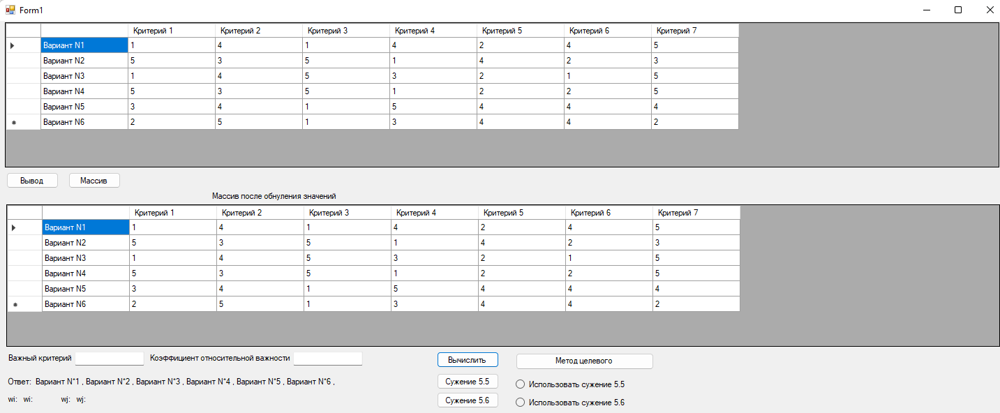 Form1
Критерий 1 Критерий 2 Критерий 3 Критерий 4 Критерий 5 Критерий 6 Критерий 7
Вариант N1 1 4 1 4 2 4 5
Вариант N2 5 3 5 1 4 2 3
Вариант N3 1 4 5 3 2 1 5
Вариант N4 5 3 5 1 2 2 5
Вариант N5 3 4 1 5 4 4 4
Вариант N6 2 5 1 3 4 4 2
Вывод Массив
Массив после обнуления значений
Критерий 1 Критерий 2 Критерий 3 Критерий 4 Критерий 5 Критерий 6 Критерий 7
Вариант N1 1 4 1 4 2 4 5
Вариант N2 5 3 5 1 4 2 3
Вариант N3 1 4 5 3 2 1 5
Вариант N4 5 3 5 1 2 2 5
Вариант N5 3 4 1 5 4 4 4
Вариант N6 2 5 1 3 4 4 2
Важный критерий Коэффициент относительной важности Вычислить Метод целевого
Ответ: Вариант N*1 , Вариант N*2 , Вариант N*3 , Вариант N*4 , Вариант N*5 , Вариант N*6 , Сужение 5.5 Использовать сужение 5.5
wi: wi: wj: wj: Сужение 5.6 Использовать сужение 5.6